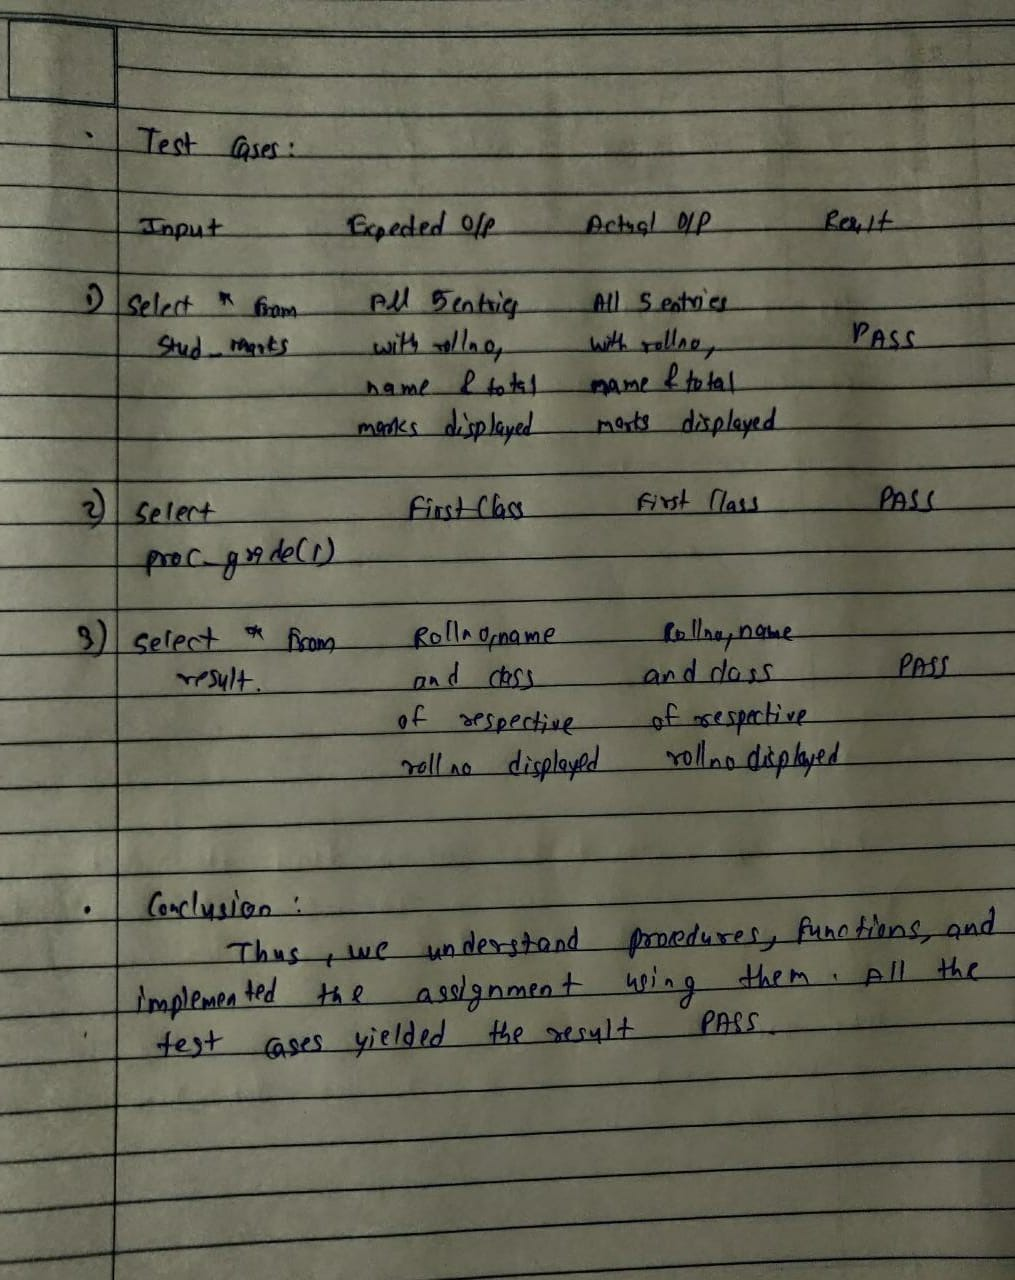 Test Cases:
Input Expected O/P Actual O/P Result
1) Select * from All 5 entries All 5 entries
stud_marks with rollno, with rollno, PASS
name & total name & total
marks displayed marks displayed
2) Select First Class First Class PASS
proc_grade(1)
3) select * from Rollno,name Rollno,name
result. and class and class PASS
of respective of respective
roll no displayed rollno displayed
Conclusion :
Thus, we understand procedures, functions, and
implemented the assignment using them. All the
test cases yielded the result PASS.